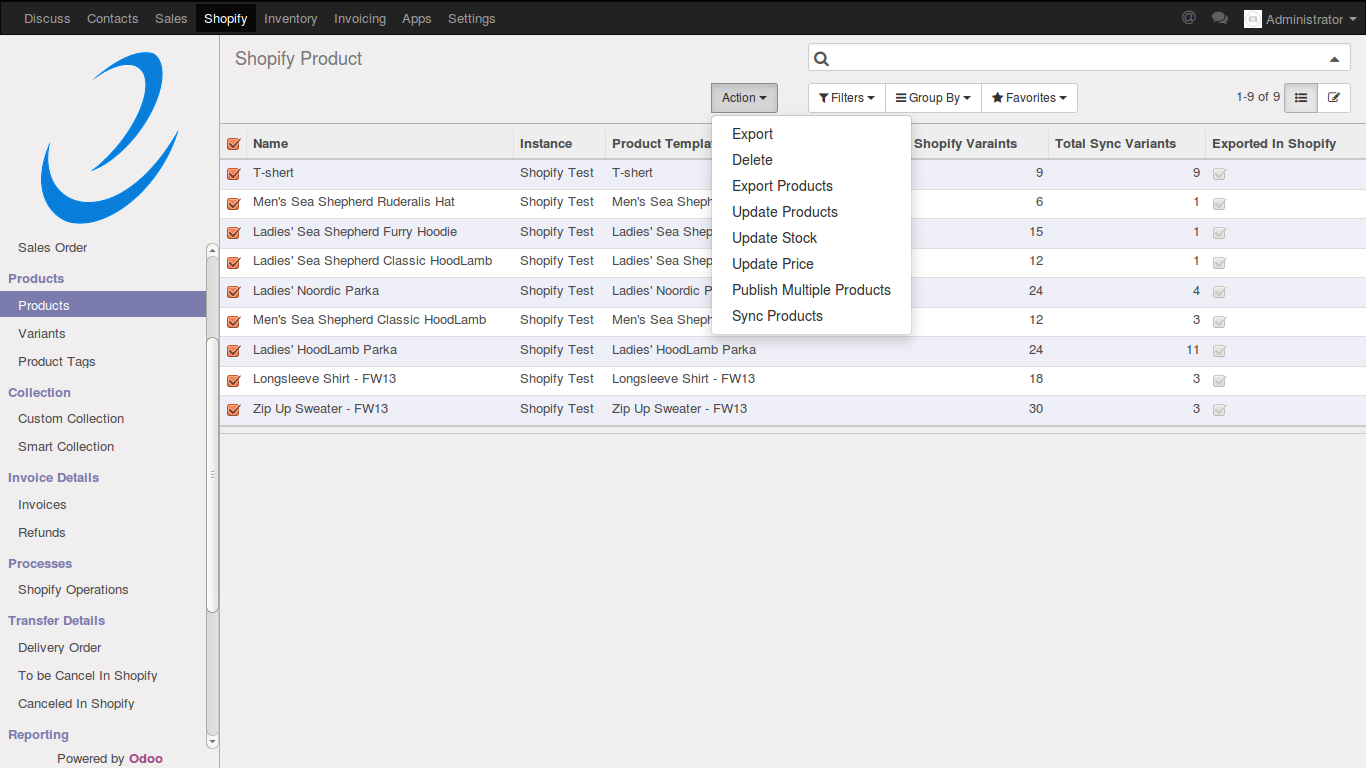 Discuss Contacts Sales Shopify Inventory Invoicing Apps Settings @ Administrator
Shopify Product
Action Filters Group By Favorites 1-9 of 9
Export
Delete
Export Products
Update Products
Update Stock
Update Price
Publish Multiple Products
Sync Products
Name Instance Product Templa Shopify Varaints Total Sync Variants Exported In Shopify
T-shert Shopify Test T-shert 9 9
Men's Sea Shepherd Ruderalis Hat Shopify Test Men's Sea Sheph 6 1
Ladies' Sea Shepherd Furry Hoodie Shopify Test Ladies' Sea Shep 15 1
Ladies' Sea Shepherd Classic HoodLamb Shopify Test Ladies' Sea Shep 12 1
Ladies' Noordic Parka Shopify Test Ladies' Noordic P 24 4
Men's Sea Shepherd Classic HoodLamb Shopify Test Men's Sea Sheph 12 3
Ladies' HoodLamb Parka Shopify Test Ladies' HoodLamb Parka 24 11
Longsleeve Shirt - FW13 Shopify Test Longsleeve Shirt - FW13 18 3
Zip Up Sweater - FW13 Shopify Test Zip Up Sweater - FW13 30 3
Sales Order
Products
Products
Variants
Product Tags
Collection
Custom Collection
Smart Collection
Invoice Details
Invoices
Refunds
Processes
Shopify Operations
Transfer Details
Delivery Order
To be Cancel In Shopify
Canceled In Shopify
Reporting
Powered by Odoo